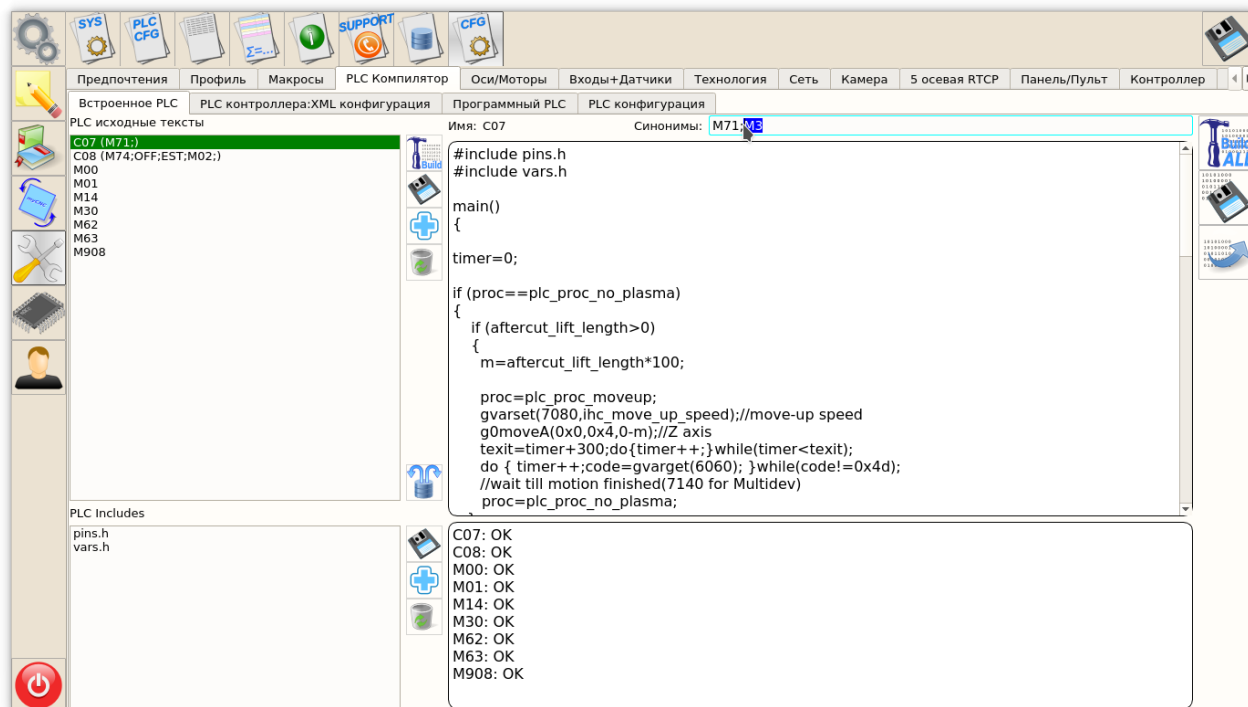 SYS
PLC
CFG
Σ=...
SUPPORT
CFG
Предпочтения Профиль Макросы PLC Компилятор Оси/Моторы Входы+Датчики Технология Сеть Камера 5 осевая RTCP Панель/Пульт Контроллер
Встроенное PLC PLC контроллера:XML конфигурация Программный PLC PLC конфигурация
PLC исходные тексты
Имя: C07 Синонимы: M71;M3
C07 (M71;)
C08 (M74;OFF;EST;M02;)
M00
M01
M14
M30
M62
M63
M908
Build
myCNC
#include pins.h
#include vars.h
main()
{
timer=0;
if (proc==plc_proc_no_plasma)
{
if (aftercut_lift_length>0)
{
m=aftercut_lift_length*100;
proc=plc_proc_moveup;
gvarset(7080,ihc_move_up_speed);//move-up speed
g0moveA(0x0,0x4,0-m);//Z axis
texit=timer+300;do{timer++;}while(timer<texit);
do { timer++;code=gvarget(6060); }while(code!=0x4d);
//wait till motion finished(7140 for Multidev)
proc=plc_proc_no_plasma;
Build
ALL
PLC Includes
pins.h
vars.h
C07: OK
C08: OK
M00: OK
M01: OK
M14: OK
M30: OK
M62: OK
M63: OK
M908: OK